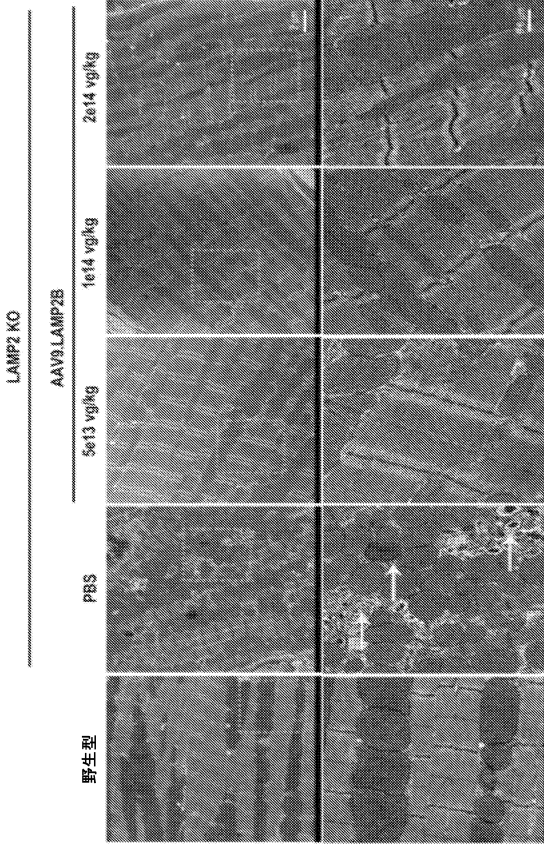 LAMP2 KO
AAV9.LAMP2B
野生型
PBS
5e13 vg/kg
1e14 vg/kg
2e14 vg/kg